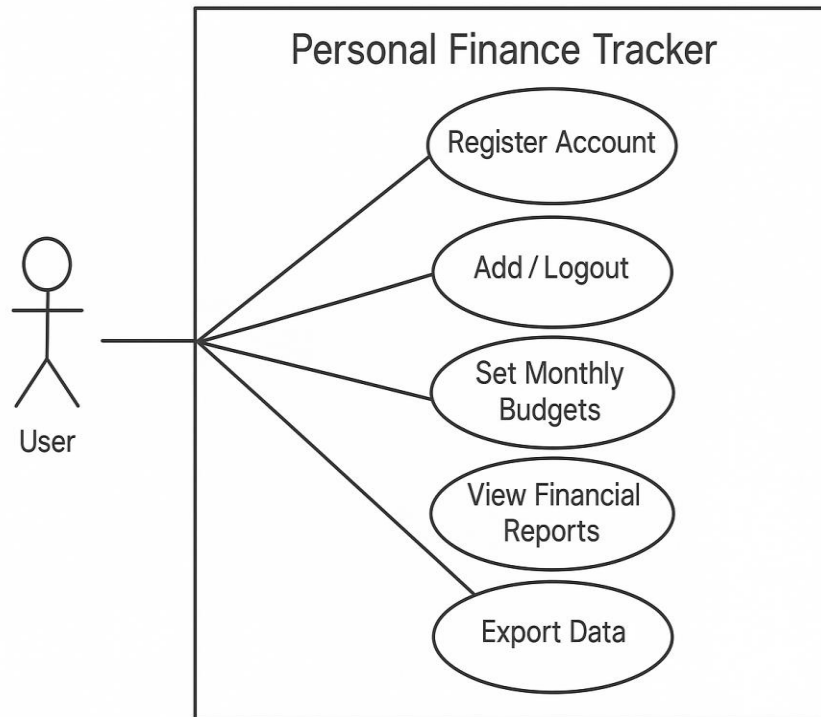 Personal Finance Tracker
Register Account
Add / Logout
Set Monthly
Budgets
View Financial
Reports
Export Data
User